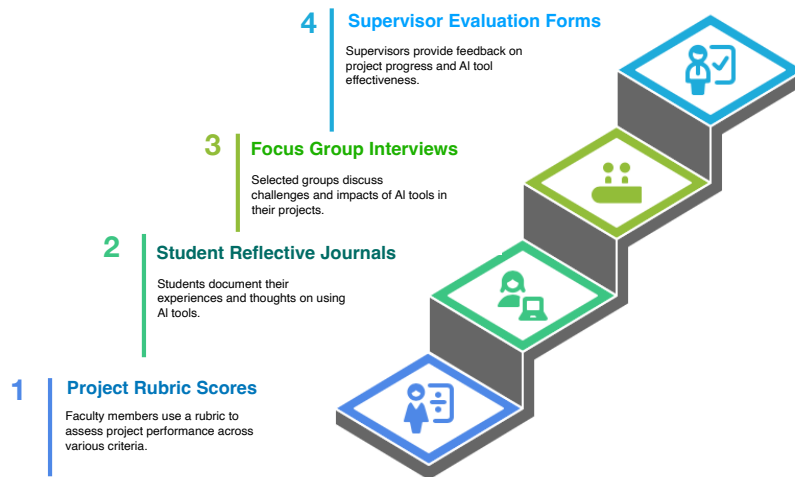 4
Supervisor Evaluation Forms
Supervisors provide feedback on
project progress and AI tool
effectiveness.
3
Focus Group Interviews
Selected groups discuss
challenges and impacts of AI tools in
their projects.
2
Student Reflective Journals
Students document their
experiences and thoughts on using
AI tools.
1
Project Rubric Scores
Faculty members use a rubric to
assess project performance across
various criteria.